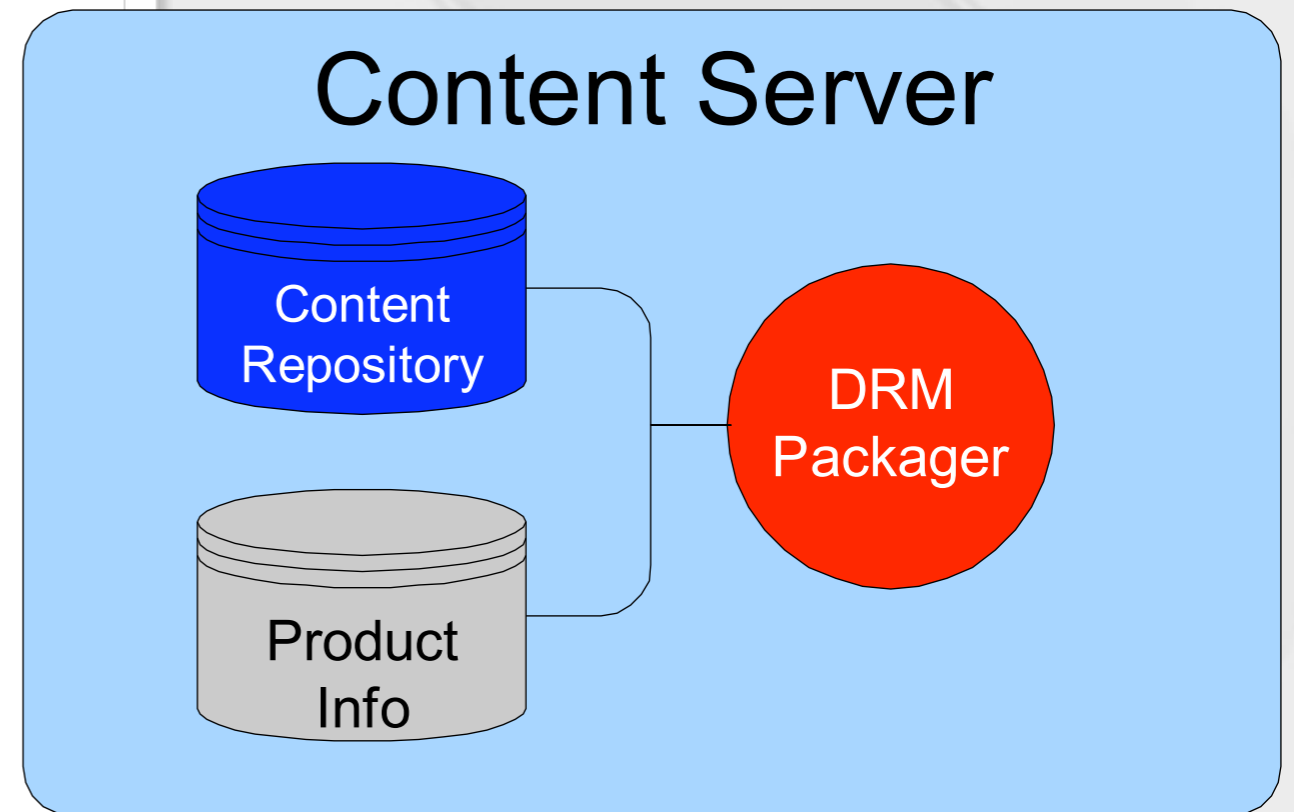 Content Server
Content
Repository
DRM
Packager
Product
Info